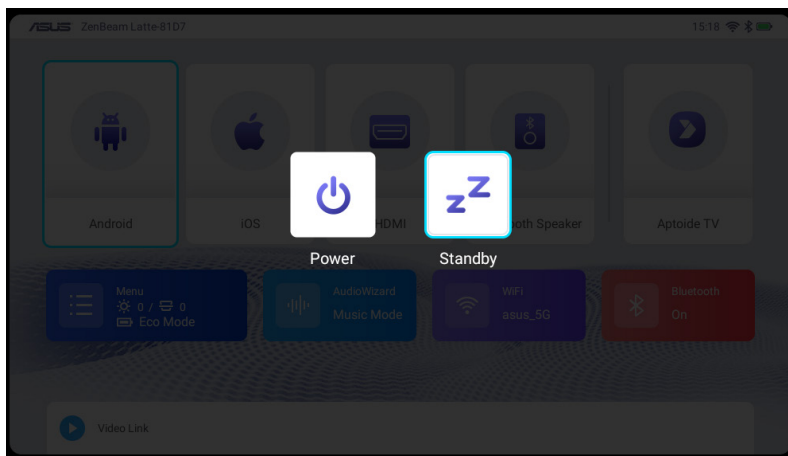 ASUS ZenBeam Latte-81D7
15:18
Android
iOS
HDMI
oth Speaker
Aptoide TV
zZ
Power
Standby
Menu
0 / 0
Eco Mode
AudioWizard
Music Mode
WiFi
asus_5G
Bluetooth
On
Video Link